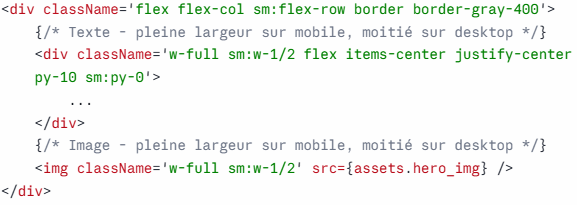 <div className='flex flex-col sm:flex-row border border-gray-400'>
{/* Texte - pleine largeur sur mobile, moitié sur desktop */}
<div className='w-full sm:w-1/2 flex items-center justify-center
py-10 sm:py-0'>
...
</div>
{/* Image - pleine largeur sur mobile, moitié sur desktop */}
<img className='w-full sm:w-1/2' src={assets.hero_img} />
</div>